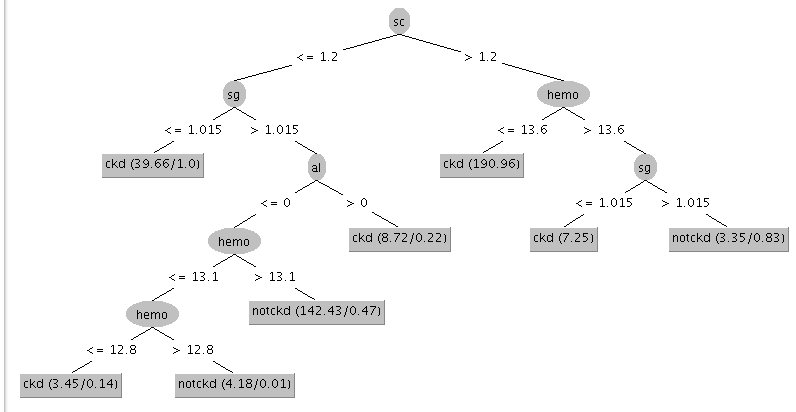 sc
<= 1.2 > 1.2
sg hemo
<= 1.015 > 1.015 <= 13.6 > 13.6
ckd (39.66/1.0) al ckd (190.96) sg
<= 0 > 0 <= 1.015 > 1.015
hemo ckd (8.72/0.22) ckd (7.25) notckd (3.35/0.83)
<= 13.1 > 13.1
hemo notckd (142.43/0.47)
<= 12.8 > 12.8
ckd (3.45/0.14) notckd (4.18/0.01)